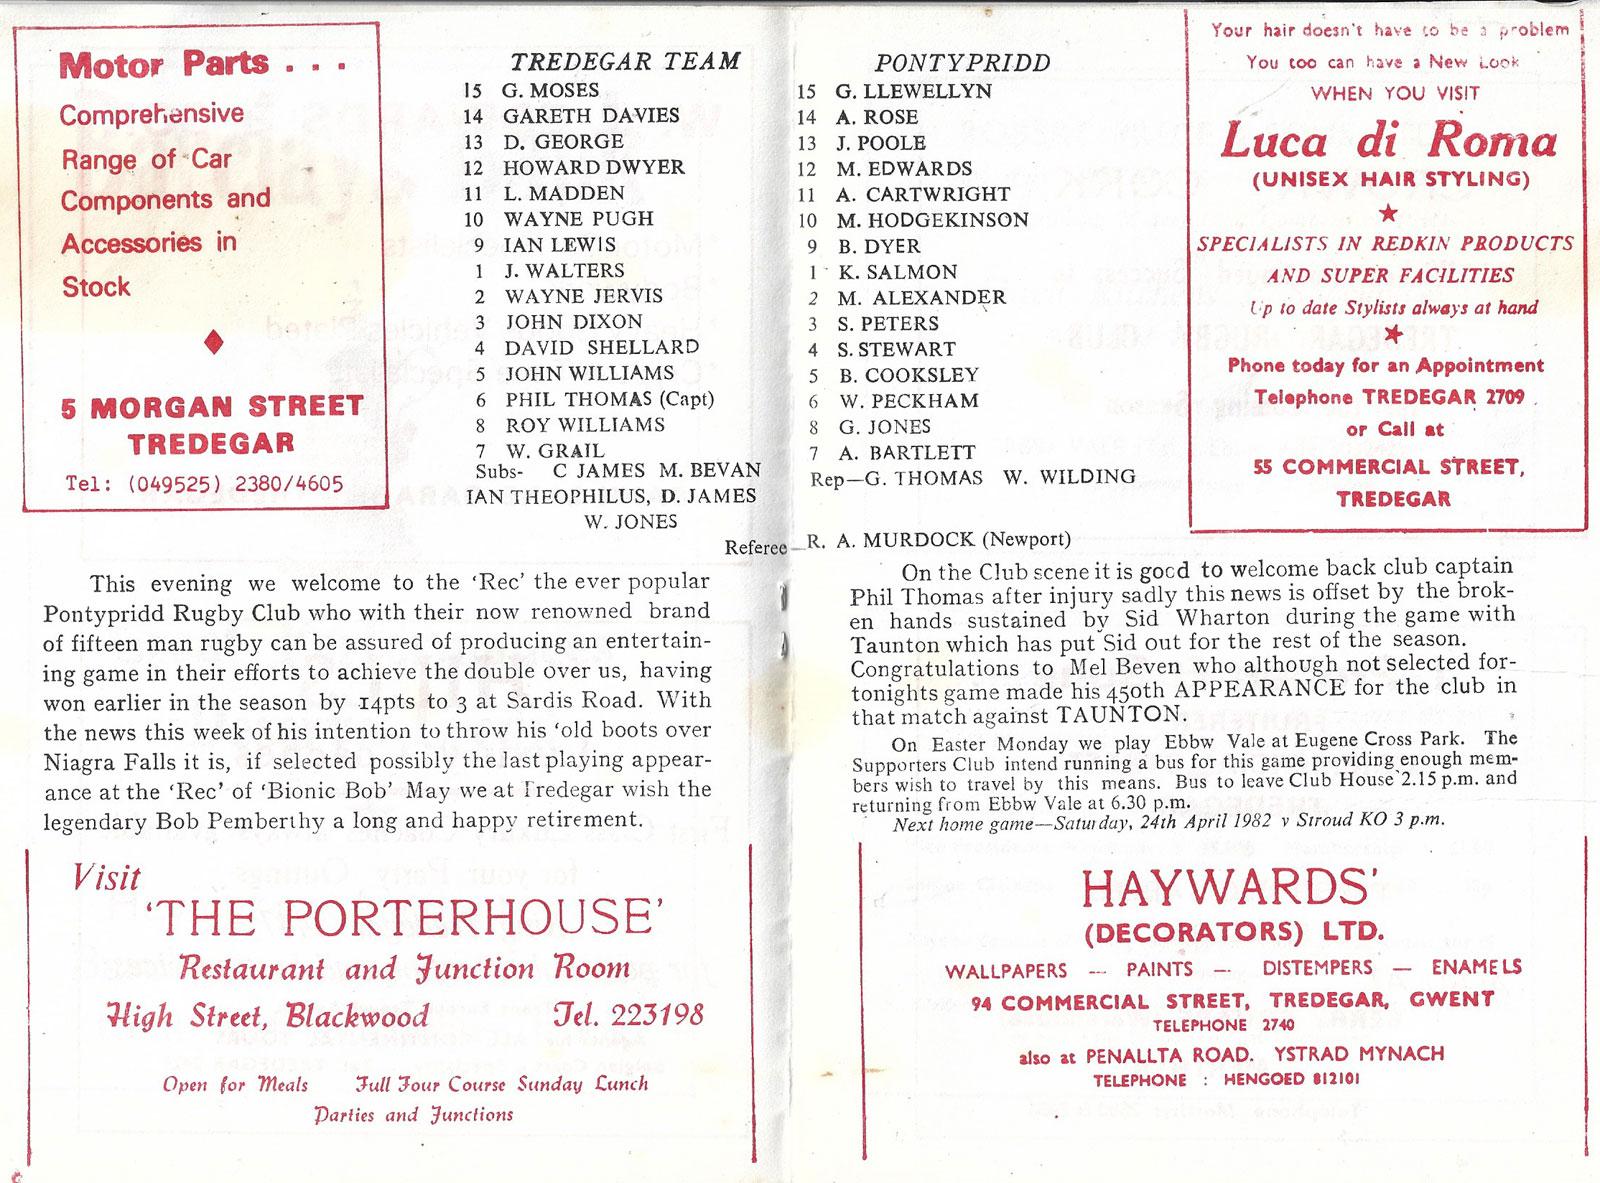 Motor Parts . . .
Comprehensive
Range of Car
Components and
Accessories in
Stock
5 MORGAN STREET
TREDEGAR
Tel: (049525) 2380/4605
TREDEGAR TEAM
15 G. MOSES
14 GARETH DAVIES
13 D. GEORGE
12 HOWARD DWYER
11 L. MADDEN
10 WAYNE PUGH
9 IAN LEWIS
1 J. WALTERS
2 WAYNE JERVIS
3 JOHN DIXON
4 DAVID SHELLARD
5 JOHN WILLIAMS
6 PHIL THOMAS (Capt)
8 ROY WILLIAMS
7 W. GRAIL
Subs- C JAMES M. BEVAN
IAN THEOPHILUS, D. JAMES
W. JONES
PONTYPRIDD
15 G. LLEWELLYN
14 A. ROSE
13 J. POOLE
12 M. EDWARDS
11 A. CARTWRIGHT
10 M. HODGEKINSON
9 B. DYER
1 K. SALMON
2 M. ALEXANDER
3 S. PETERS
4 S. STEWART
5 B. COOKSLEY
6 W. PECKHAM
8 G. JONES
7 A. BARTLETT
Rep—G. THOMAS W. WILDING
Referee—R. A. MURDOCK (Newport)
Your hair doesn't have to be a problem
You too can have a New Look
WHEN YOU VISIT
Luca di Roma
(UNISEX HAIR STYLING)
SPECIALISTS IN REDKIN PRODUCTS
AND SUPER FACILITIES
Up to date Stylists always at hand
Phone today for an Appointment
Telephone TREDEGAR 2709
or Call at
55 COMMERCIAL STREET,
TREDEGAR
This evening we welcome to the 'Rec' the ever popular
Pontypridd Rugby Club who with their now renowned brand
of fifteen man rugby can be assured of producing an entertain-
ing game in their efforts to achieve the double over us, having
won earlier in the season by 14pts to 3 at Sardis Road. With
the news this week of his intention to throw his 'old boots over
Niagra Falls it is, if selected possibly the last playing appear-
ance at the 'Rec' of 'Bionic Bob' May we at Tredegar wish the
legendary Bob Pemberthy a long and happy retirement.
On the Club scene it is good to welcome back club captain
Phil Thomas after injury sadly this news is offset by the brok-
en hands sustained by Sid Wharton during the game with
Taunton which has put Sid out for the rest of the season.
Congratulations to Mel Beven who although not selected for-
tonights game made his 450th APPEARANCE for the club in
that match against TAUNTON.
On Easter Monday we play Ebbw Vale at Eugene Cross Park. The
Supporters Club intend running a bus for this game providing enough mem-
bers wish to travel by this means. Bus to leave Club House 2.15 p.m. and
returning from Ebbw Vale at 6.30 p.m.
Next home game—Saturday, 24th April 1982 v Stroud KO 3 p.m.
Visit
'THE PORTERHOUSE'
Restaurant and Function Room
High Street, Blackwood Tel. 223198
Open for Meals Full Four Course Sunday Lunch
Parties and Functions
HAYWARDS'
(DECORATORS) LTD.
WALLPAPERS — PAINTS — DISTEMPERS — ENAMELS
94 COMMERCIAL STREET, TREDEGAR, GWENT
TELEPHONE 2740
also at PENALLTA ROAD. YSTRAD MYNACH
TELEPHONE : HENGOED 812101